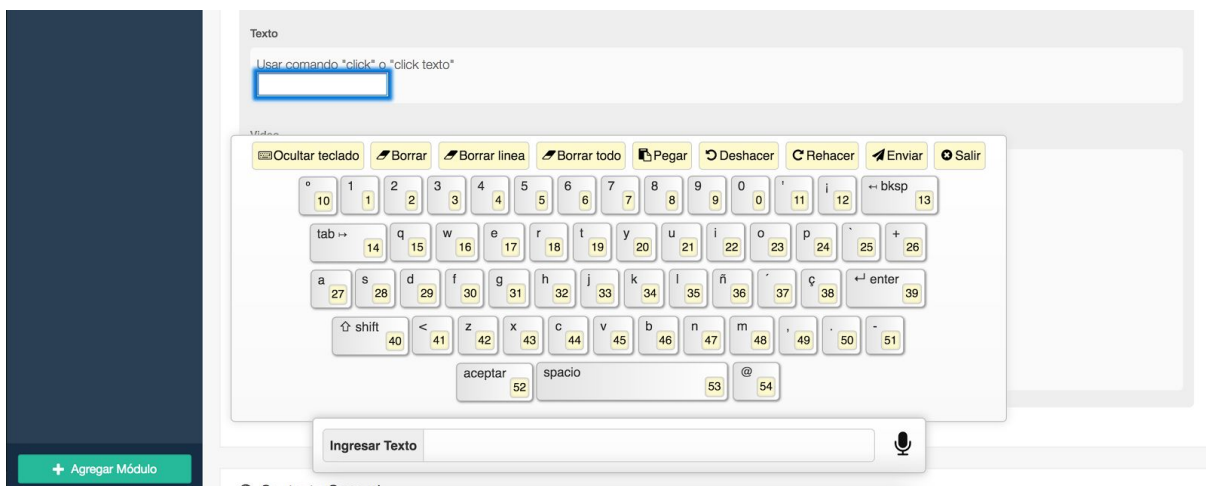 Texto
Usar comando "click" o "click texto"
Video
Ocultar teclado Borrar Borrar linea Borrar todo Pegar Deshacer Rehacer Enviar Salir
º 10 1 1 2 2 3 3 4 4 5 5 6 6 7 7 8 8 9 9 0 0 ' 11 ¡ 12 ↤ bksp 13
tab ↦ 14 q 15 w 16 e 17 r 18 t 19 y 20 u 21 i 22 o 23 p 24 ` 25 + 26
a 27 s 28 d 29 f 30 g 31 h 32 j 33 k 34 l 35 ñ 36 ´ 37 ç 38 ↵ enter 39
⇧ shift 40 < 41 z 42 x 43 c 44 v 45 b 46 n 47 m 48 , 49 . 50 - 51
aceptar 52 spacio 53 @ 54
Ingresar Texto
+ Agregar Módulo